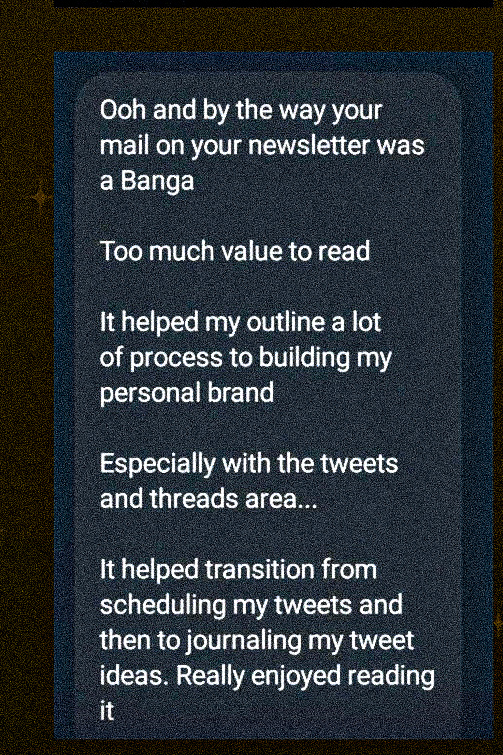 Ooh and by the way your
mail on your newsletter was
a Banga
Too much value to read
It helped my outline a lot
of process to building my
personal brand
Especially with the tweets
and threads area...
It helped transition from
scheduling my tweets and
then to journaling my tweet
ideas. Really enjoyed reading
it